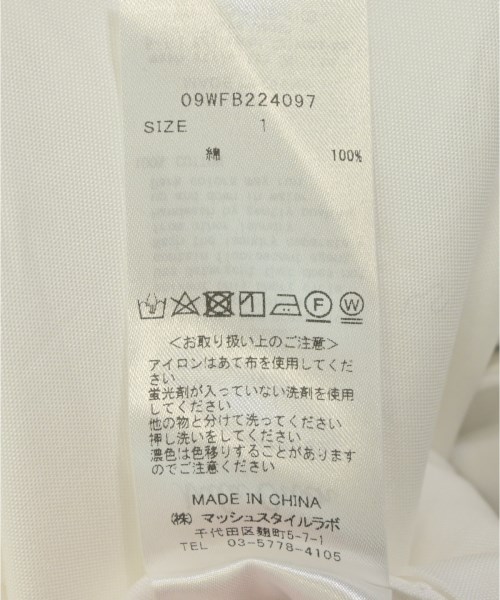 09WFB224097
SIZE 1
綿 100%
F W
<お取り扱い上のご注意>
アイロンはあて布を使用してくだ
さい
蛍光剤が入っていない洗剤を使用
してください
他の物と分けて洗ってください
押し洗いをしてください
濃色は色移りすることがあります
のでご注意ください
MADE IN CHINA
(株) マッシュスタイルラボ
千代田区麹町5-7-1
TEL 03-5778-4105